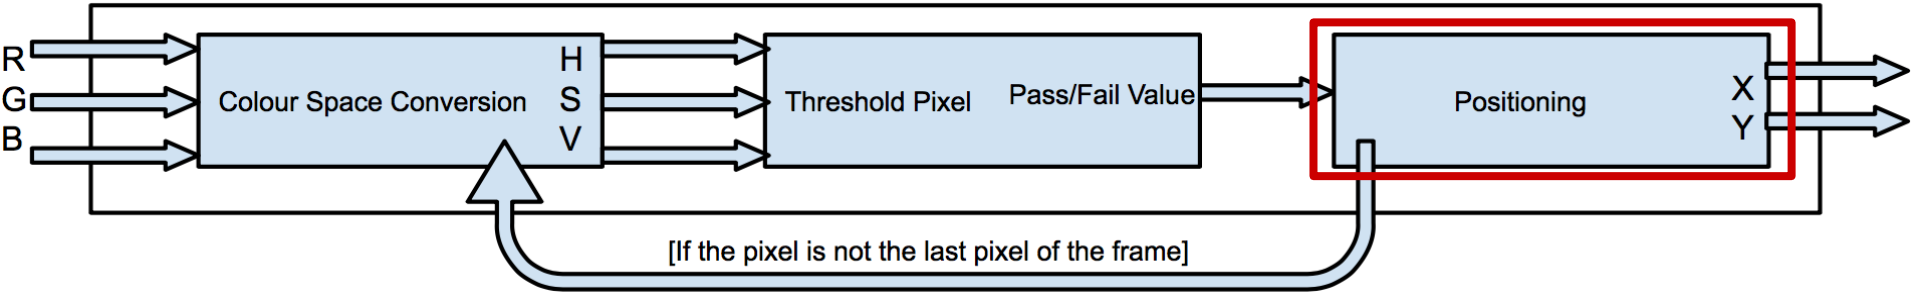 R
G
B
Colour Space Conversion
H
S
V
Threshold Pixel
Pass/Fail Value
Positioning
X
Y
[If the pixel is not the last pixel of the frame]